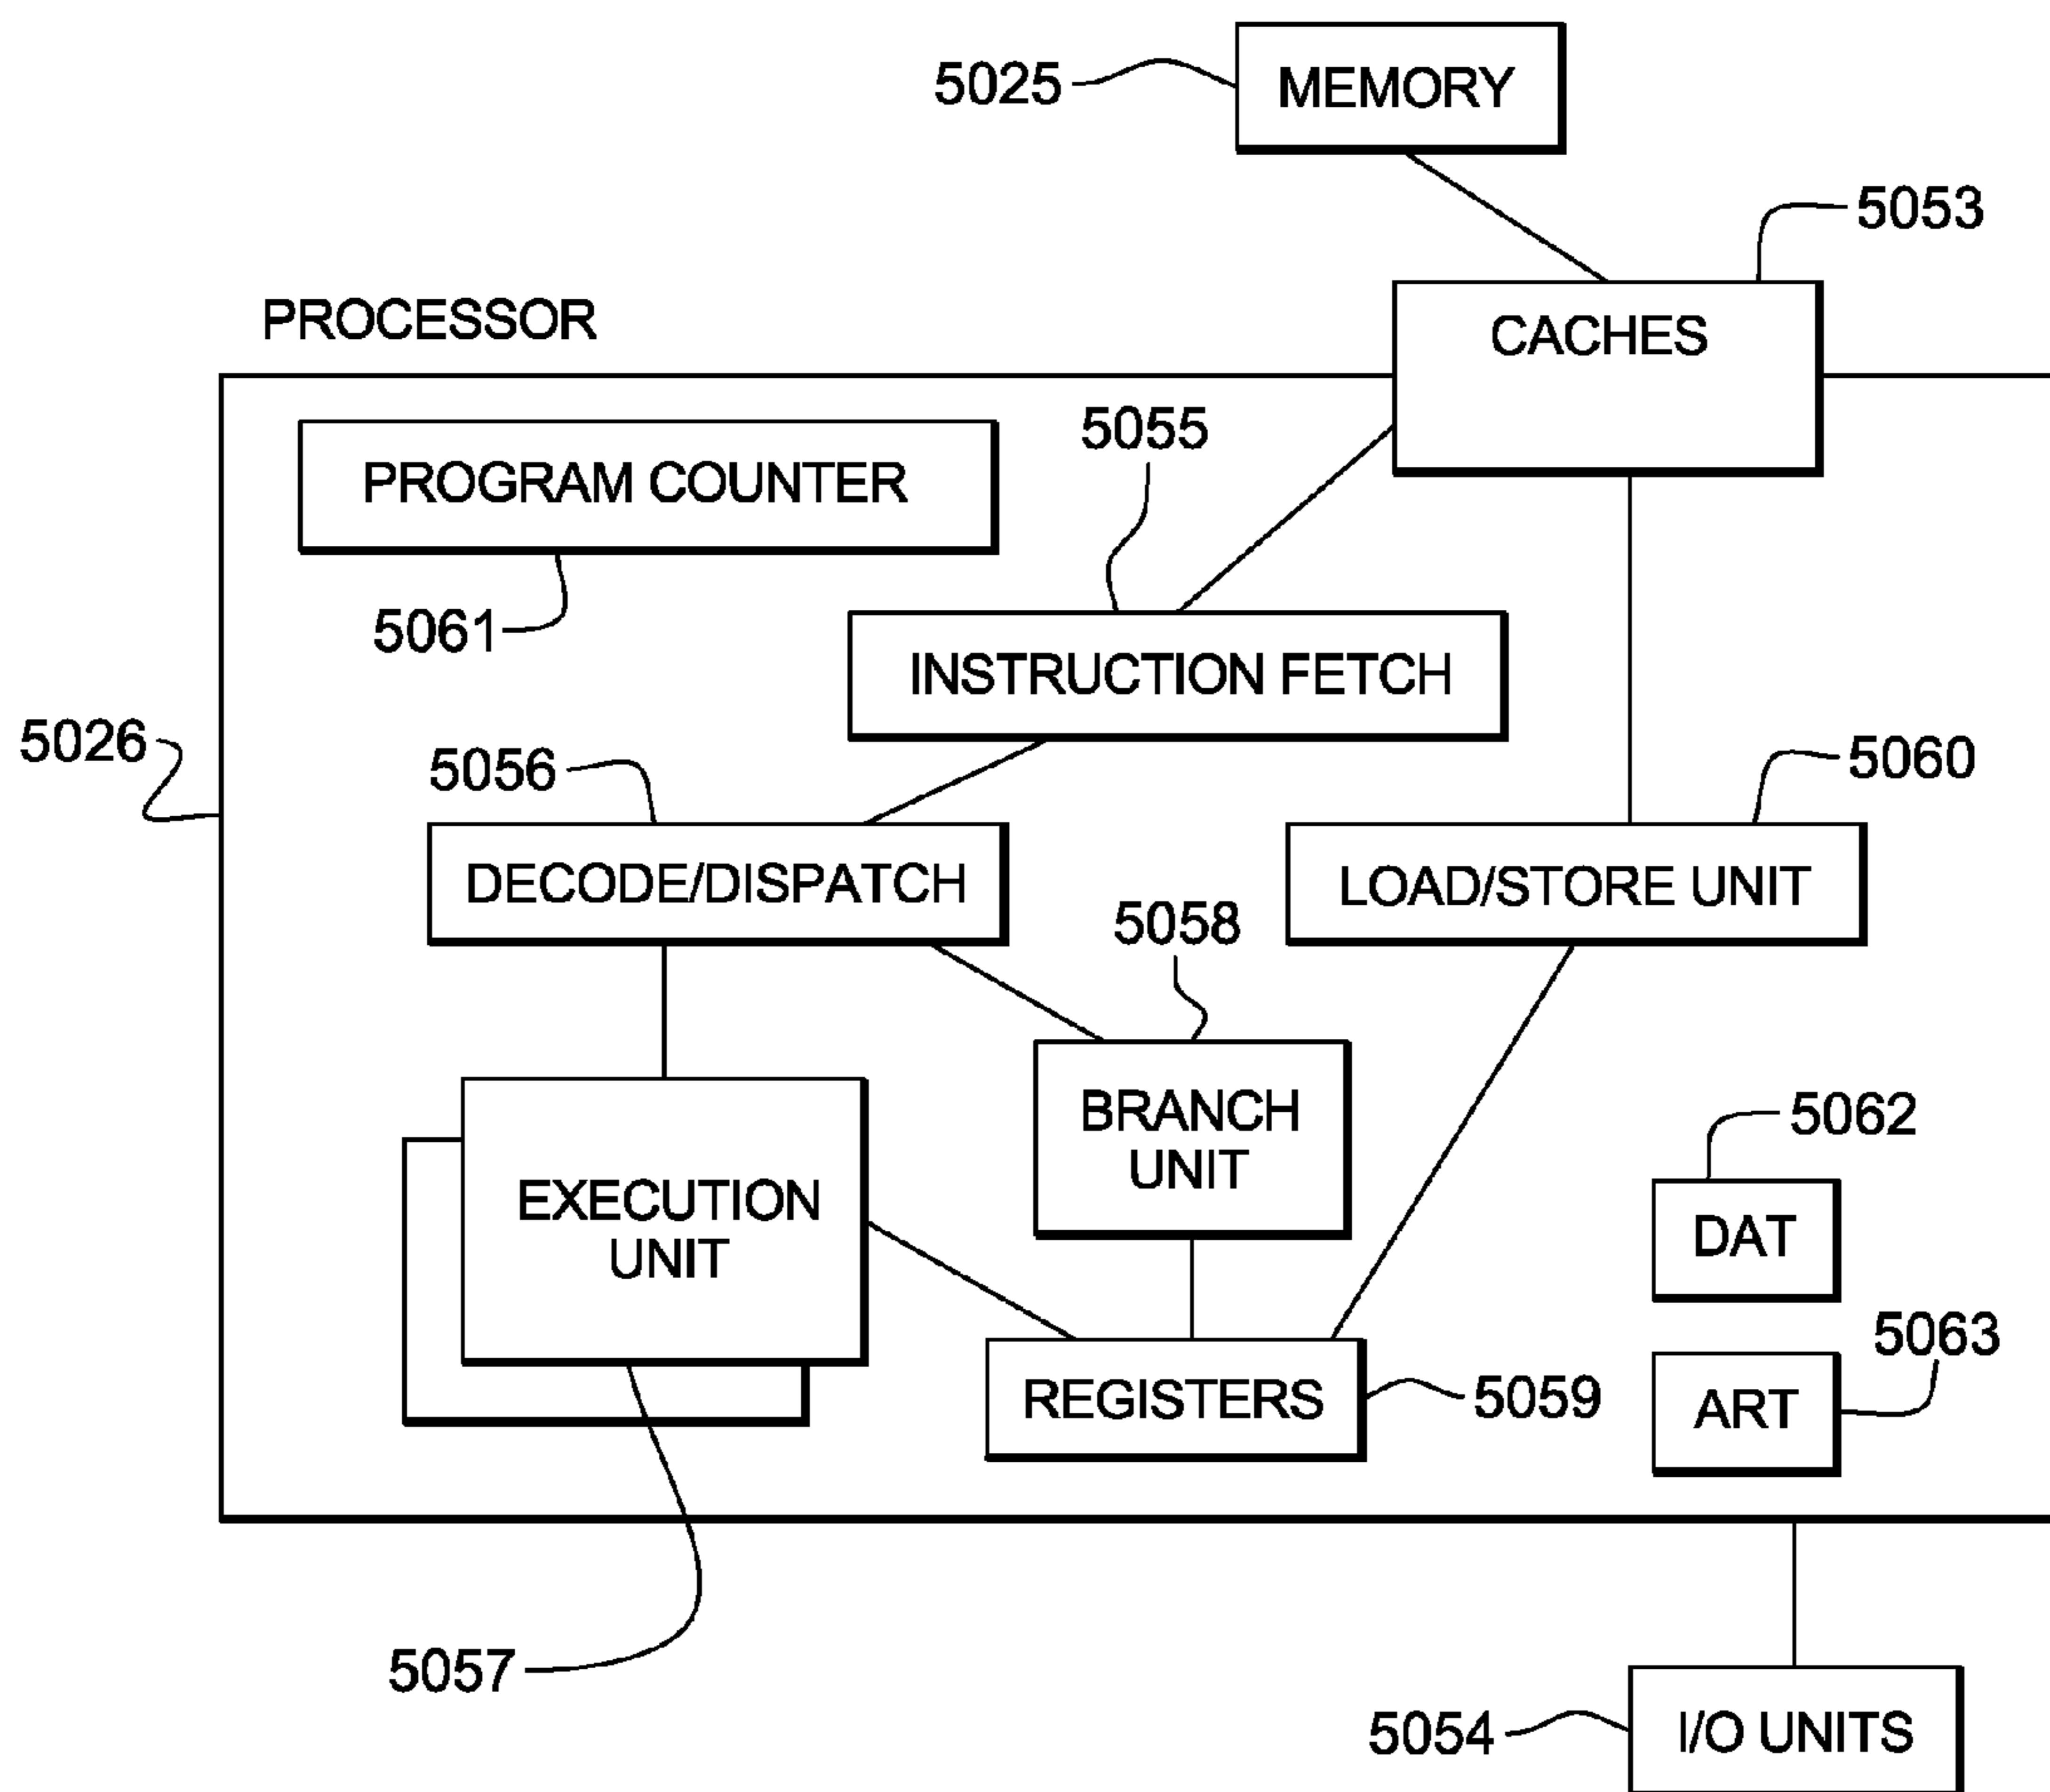 MEMORY
5025
5053
CACHES
PROCESSOR
5055
PROGRAM COUNTER
5061
INSTRUCTION FETCH
5026
5056
5060
DECODE/DISPATCH
LOAD/STORE UNIT
5058
BRANCH
UNIT
5062
EXECUTION
UNIT
DAT
5063
REGISTERS
5059
ART
5057
5054
I/O UNITS